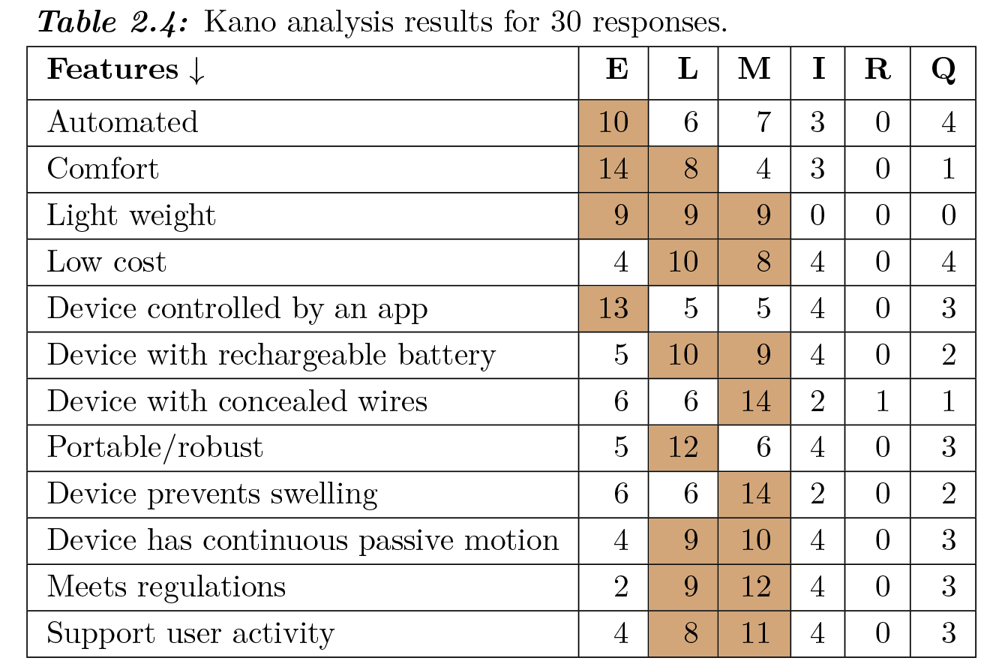 Table 2.4: Kano analysis results for 30 responses.
Features ↓ E L M I R Q
Automated 10 6 7 3 0 4
Comfort 14 8 4 3 0 1
Light weight 9 9 9 0 0 0
Low cost 4 10 8 4 0 4
Device controlled by an app 13 5 5 4 0 3
Device with rechargeable battery 5 10 9 4 0 2
Device with concealed wires 6 6 14 2 1 1
Portable/robust 5 12 6 4 0 3
Device prevents swelling 6 6 14 2 0 2
Device has continuous passive motion 4 9 10 4 0 3
Meets regulations 2 9 12 4 0 3
Support user activity 4 8 11 4 0 3